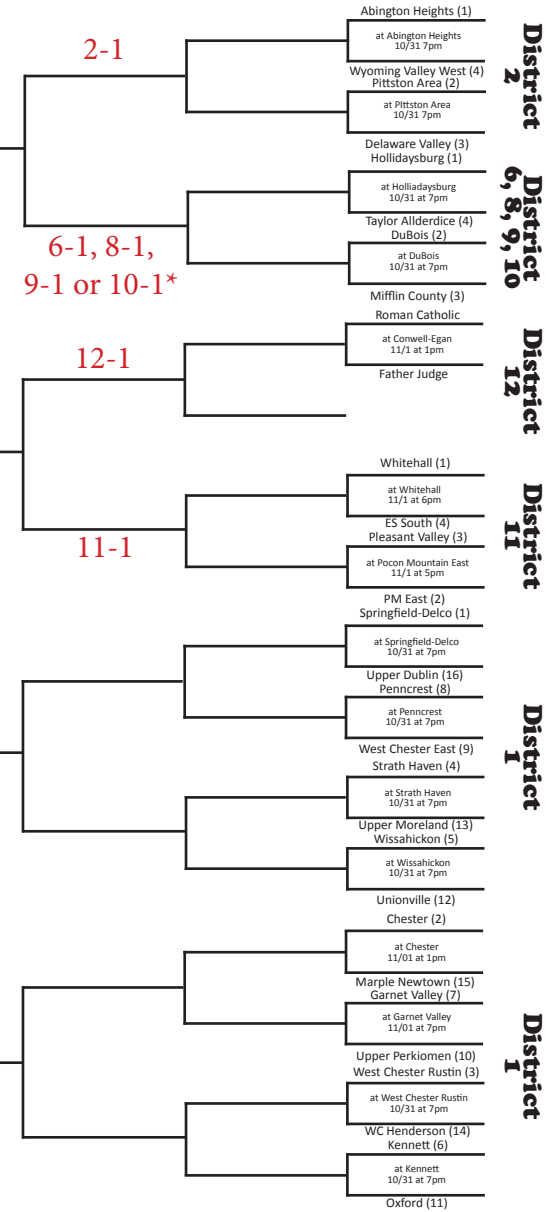 Abington Heights (1)
at Abington Heights
10/31 7pm
Wyoming Valley West (4)
Pittston Area (2)
at PIttston Area
10/31 7pm
Delaware Valley (3)
2-1
District
2
Hollidaysburg (1)
at Holliadaysburg
10/31 at 7pm
Taylor Allderdice (4)
DuBois (2)
at DuBois
10/31 at 7pm
Mifflin County (3)
6-1, 8-1,
9-1 or 10-1*
District
6, 8, 9, 10
Roman Catholic
at Conwell-Egan
11/1 at 1pm
Father Judge
12-1
District
12
Whitehall (1)
at Whitehall
11/1 at 6pm
ES South (4)
Pleasant Valley (3)
at Pocon Mountain East
11/1 at 5pm
PM East (2)
11-1
District
11
Springfield-Delco (1)
at Springfield-Delco
10/31 at 7pm
Upper Dublin (16)
Penncrest (8)
at Penncrest
10/31 at 7pm
West Chester East (9)
Strath Haven (4)
at Strath Haven
10/31 at 7pm
Upper Moreland (13)
Wissahickon (5)
at Wissahickon
10/31 at 7pm
Unionville (12)
District
1
Chester (2)
at Chester
11/01 at 1pm
Marple Newtown (15)
Garnet Valley (7)
at Garnet Valley
11/01 at 7pm
Upper Perkiomen (10)
West Chester Rustin (3)
at West Chester Rustin
10/31 at 7pm
WC Henderson (14)
Kennett (6)
at Kennett
10/31 at 7pm
Oxford (11)
District
1